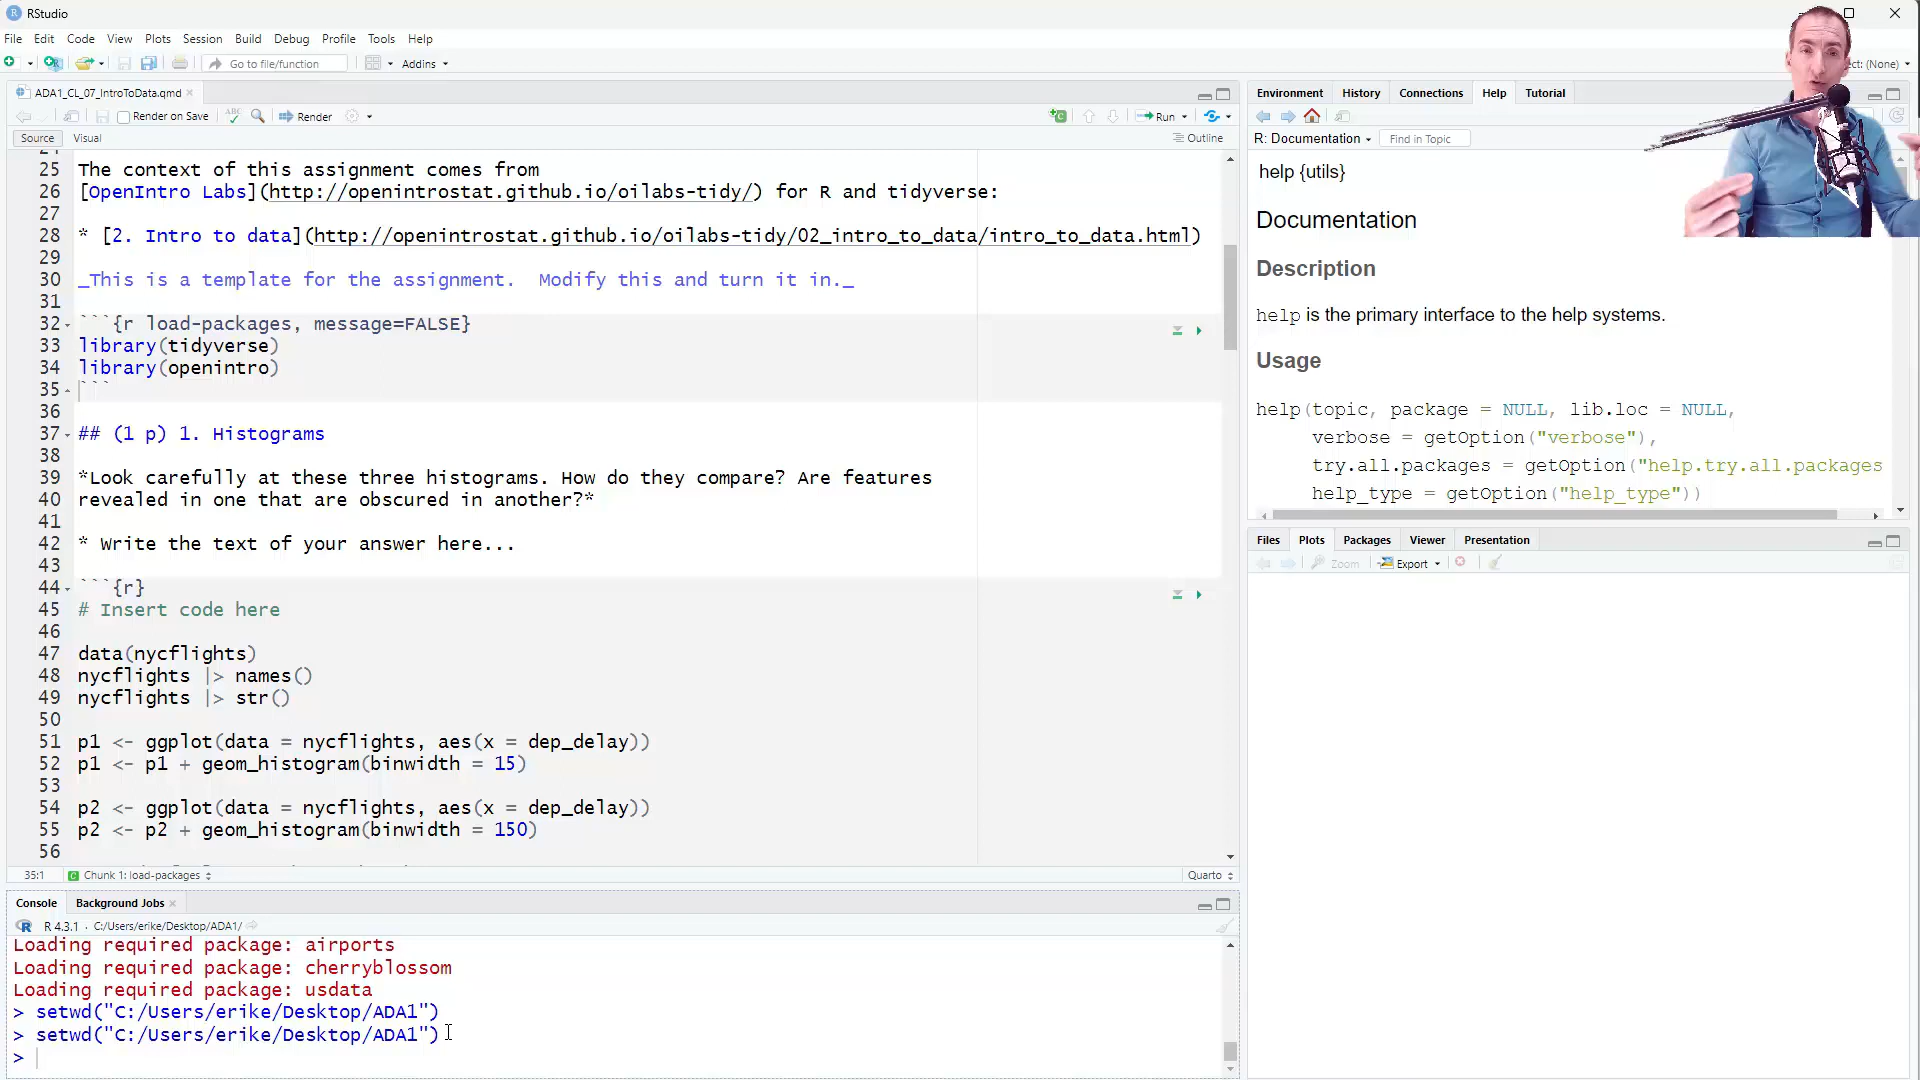 RStudio
File Edit Code View Plots Session Build Debug Profile Tools Help
Go to file/function
Addins
ADA1_CL_07_IntroToData.qmd
Render on Save
Render
Run
Source Visual
Outline
25 The context of this assignment comes from
26 [OpenIntro Labs](http://openintrostat.github.io/oilabs-tidy/) for R and tidyverse:
27
28 * [2. Intro to data](http://openintrostat.github.io/oilabs-tidy/02_intro_to_data/intro_to_data.html)
29
30 _This is a template for the assignment.  Modify this and turn it in._
31
32 ```{r load-packages, message=FALSE}
33 library(tidyverse)
34 library(openintro)
35 ```
36
37 ## (1 p) 1. Histograms
38
39 *Look carefully at these three histograms. How do they compare? Are features
40 revealed in one that are obscured in another?*
41
42 * Write the text of your answer here...
43
44 ```{r}
45 # Insert code here
46
47 data(nycflights)
48 nycflights |> names()
49 nycflights |> str()
50
51 p1 <- ggplot(data = nycflights, aes(x = dep_delay))
52 p1 <- p1 + geom_histogram(binwidth = 15)
53
54 p2 <- ggplot(data = nycflights, aes(x = dep_delay))
55 p2 <- p2 + geom_histogram(binwidth = 150)
56
35:1 Chunk 1: load-packages
Quarto
Console Background Jobs
R 4.3.1 · C:/Users/erike/Desktop/ADA1/
Loading required package: airports
Loading required package: cherryblossom
Loading required package: usdata
> setwd("C:/Users/erike/Desktop/ADA1")
> setwd("C:/Users/erike/Desktop/ADA1")
>
(None)
Environment History Connections Help Tutorial
R: Documentation
Find in Topic
help {utils}
Documentation
Description
help is the primary interface to the help systems.
Usage
help(topic, package = NULL, lib.loc = NULL,
verbose = getOption("verbose"),
try.all.packages = getOption("help.try.all.packages
help_type = getOption("help_type"))
Files Plots Packages Viewer Presentation
Zoom
Export